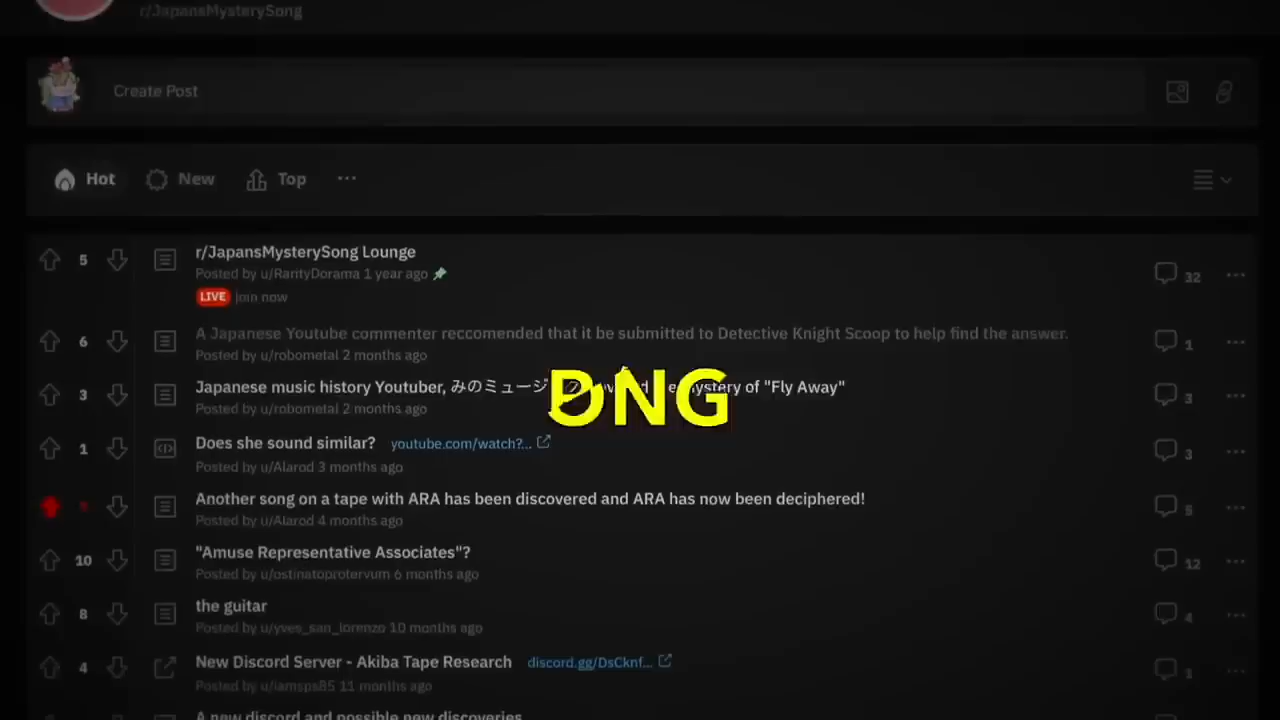 r/JapansMysterySong
Create Post
Hot New Top
5 r/JapansMysterySong Lounge 32
Posted by u/RarityDorama 1 year ago
LIVE join now
6 A Japanese Youtube commenter reccomended that it be submitted to Detective Knight Scoop to help find the answer. 1
Posted by u/robometal 2 months ago
3 Japanese music history Youtuber, みのミュージ mystery of "Fly Away" 3
Posted by u/robometal 2 months ago
1 Does she sound similar? youtube.com/watch?... 3
Posted by u/Alarod 3 months ago
Another song on a tape with ARA has been discovered and ARA has now been deciphered! 5
Posted by u/Alarod 4 months ago
10 "Amuse Representative Associates"? 12
Posted by u/ostinatoprotervum 6 months ago
8 the guitar 4
Posted by u/yves_san_lorenzo 10 months ago
4 New Discord Server - Akiba Tape Research discord.gg/DsCknf... 1
Posted by u/iamsps85 11 months ago
A new discord and possible new discoveries